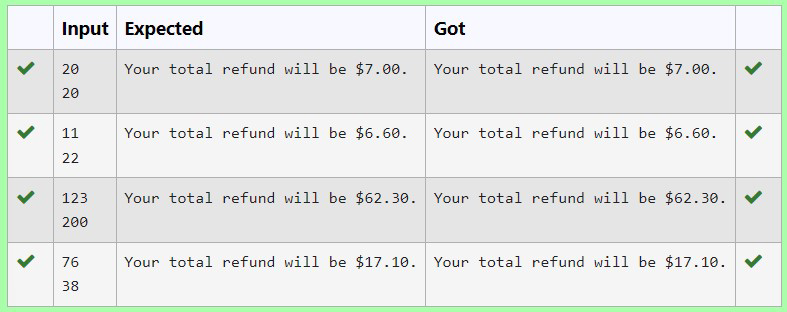 Input Expected Got
20 Your total refund will be $7.00. Your total refund will be $7.00.
20
11 Your total refund will be $6.60. Your total refund will be $6.60.
22
123 Your total refund will be $62.30. Your total refund will be $62.30.
200
76 Your total refund will be $17.10. Your total refund will be $17.10.
38